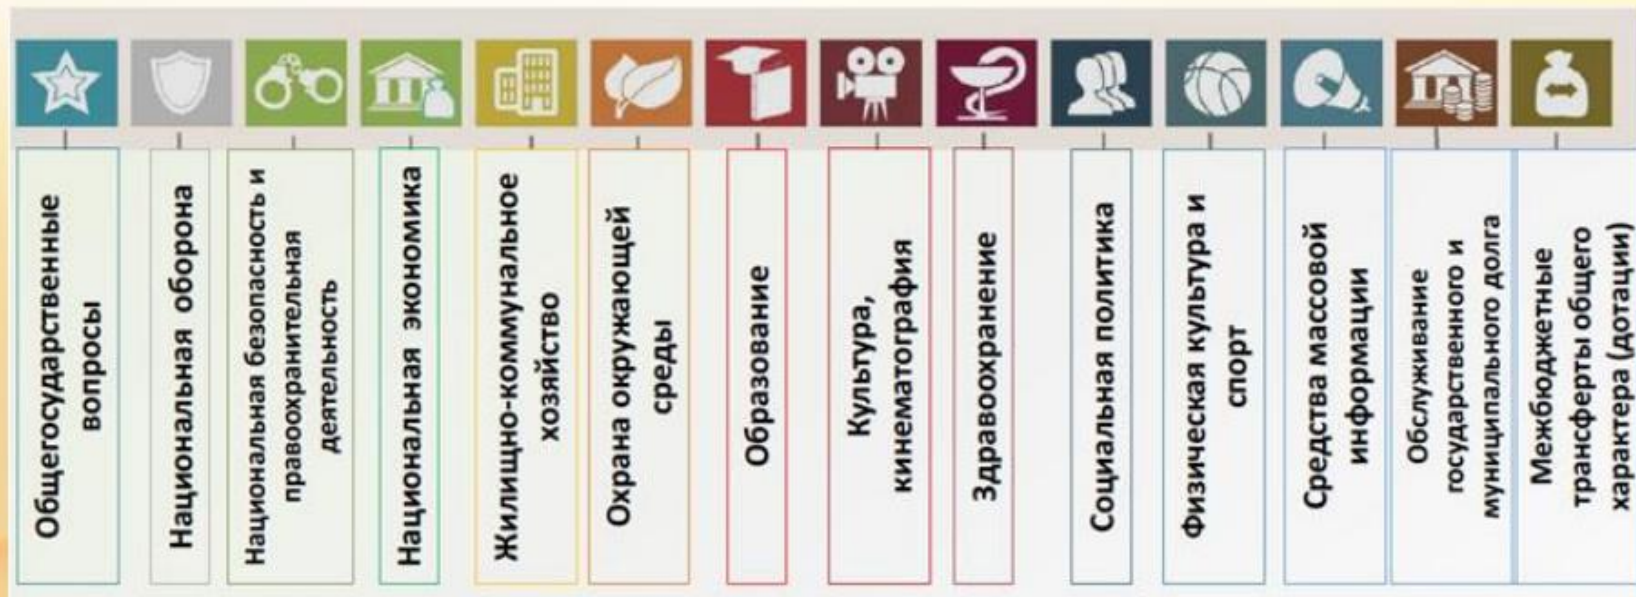 Общегосударственные
вопросы
Национальная оборона
Национальная безопасность и
правоохранительная
деятельность
Национальная экономика
Жилищно-коммунальное
хозяйство
Охрана окружающей
среды
Образование
Культура,
кинематография
Здравоохранение
Социальная политика
Физическая культура и
спорт
Средства массовой
информации
Обслуживание
государственного и
муниципального долга
Межбюджетные
трансферты общего
характера (дотации)